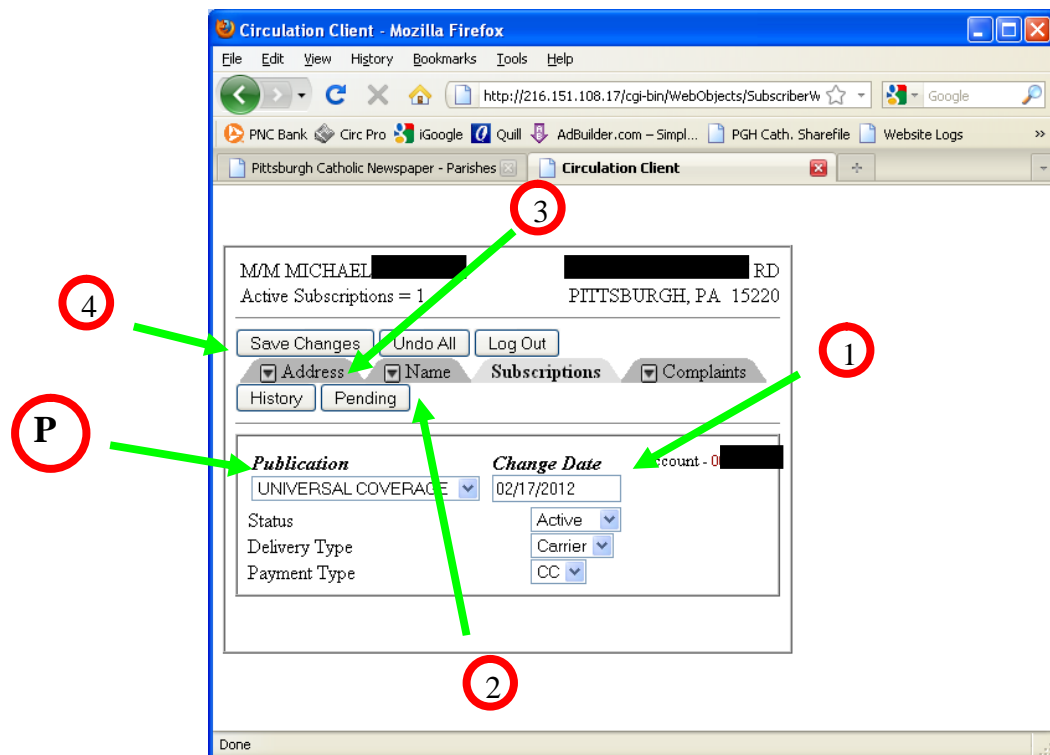 Circulation Client - Mozilla Firefox
File Edit View History Bookmarks Tools Help
http://216.151.108.17/cgi-bin/WebObjects/SubscriberW Google
PNC Bank Circ Pro iGoogle Quill AdBuilder.com – Simpl... PGH Cath. Sharefile Website Logs »
Pittsburgh Catholic Newspaper - Parishes Circulation Client
3
M/M MICHAEL RD
Active Subscriptions = 1 PITTSBURGH, PA 15220
4
Save Changes Undo All Log Out
1
Address Name Subscriptions Complaints
History Pending
P
Publication Change Date ccount - 0
UNIVERSAL COVERAGE 02/17/2012
Status Active
Delivery Type Carrier
Payment Type CC
2
Done